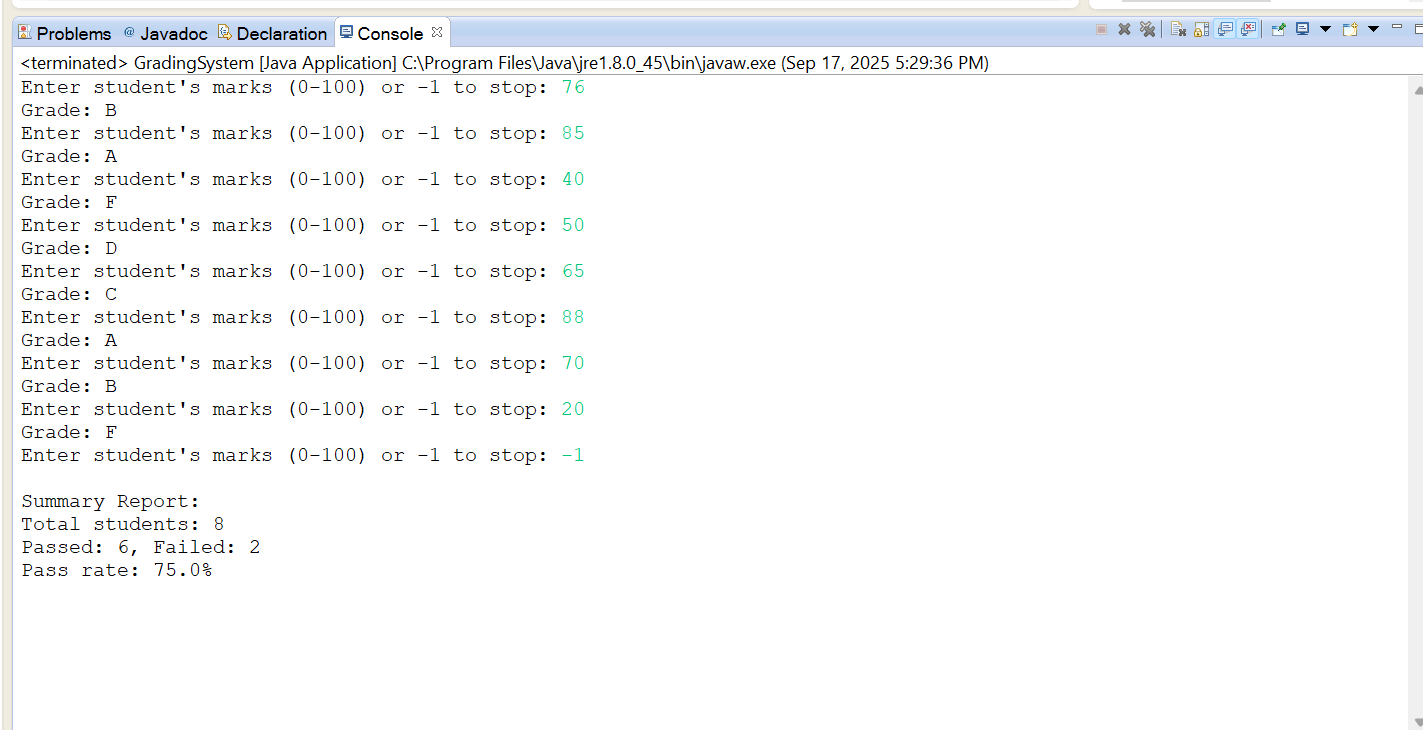 Problems @ Javadoc Declaration Console
<terminated> GradingSystem [Java Application] C:\Program Files\Java\jre1.8.0_45\bin\javaw.exe (Sep 17, 2025 5:29:36 PM)
Enter student's marks (0-100) or -1 to stop: 76
Grade: B
Enter student's marks (0-100) or -1 to stop: 85
Grade: A
Enter student's marks (0-100) or -1 to stop: 40
Grade: F
Enter student's marks (0-100) or -1 to stop: 50
Grade: D
Enter student's marks (0-100) or -1 to stop: 65
Grade: C
Enter student's marks (0-100) or -1 to stop: 88
Grade: A
Enter student's marks (0-100) or -1 to stop: 70
Grade: B
Enter student's marks (0-100) or -1 to stop: 20
Grade: F
Enter student's marks (0-100) or -1 to stop: -1
Summary Report:
Total students: 8
Passed: 6, Failed: 2
Pass rate: 75.0%